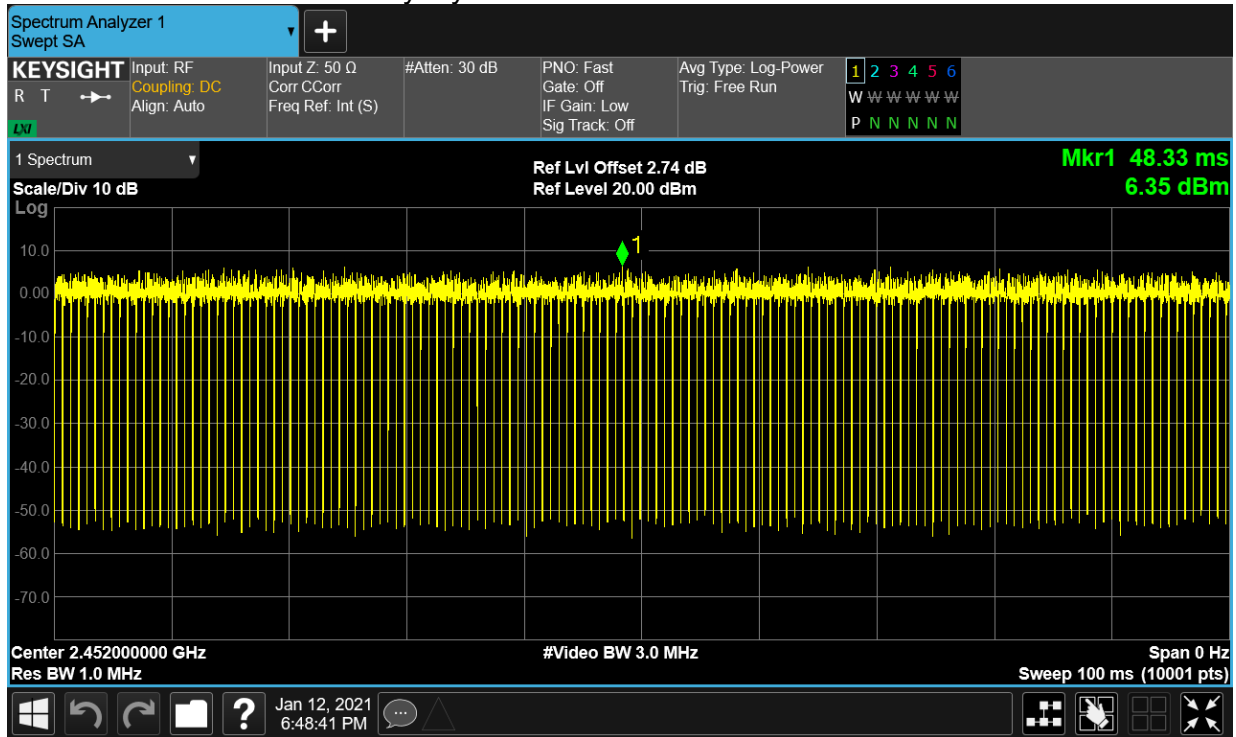 Spectrum Analyzer 1
Swept SA
+
KEYSIGHT
R T
LXI
Input: RF
Coupling: DC
Align: Auto
Input Z: 50 Ω
Corr CCorr
Freq Ref: Int (S)
#Atten: 30 dB
PNO: Fast
Gate: Off
IF Gain: Low
Sig Track: Off
Avg Type: Log-Power
Trig: Free Run
1 2 3 4 5 6
W W W W W W
P N N N N N
1 Spectrum
Scale/Div 10 dB
Ref Lvl Offset 2.74 dB
Ref Level 20.00 dBm
Mkr1 48.33 ms
6.35 dBm
Log
1
10.0
0.00
-10.0
-20.0
-30.0
-40.0
-50.0
-60.0
-70.0
Center 2.452000000 GHz
#Video BW 3.0 MHz
Span 0 Hz
Res BW 1.0 MHz
Sweep 100 ms (10001 pts)
?
Jan 12, 2021
6:48:41 PM